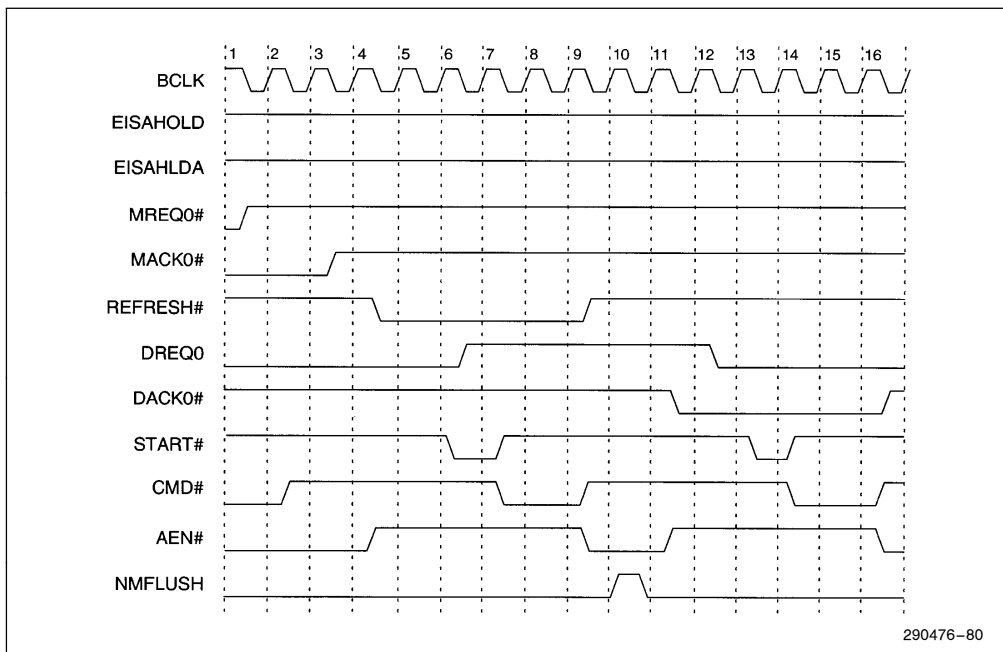 1 2 3 4 5 6 7 8 9 10 11 12 13 14 15 16
BCLK
EISAHOLD
EISAHLDA
MREQ0#
MACK0#
REFRESH#
DREQ0
DACK0#
START#
CMD#
AEN#
NMFLUSH
290476–80